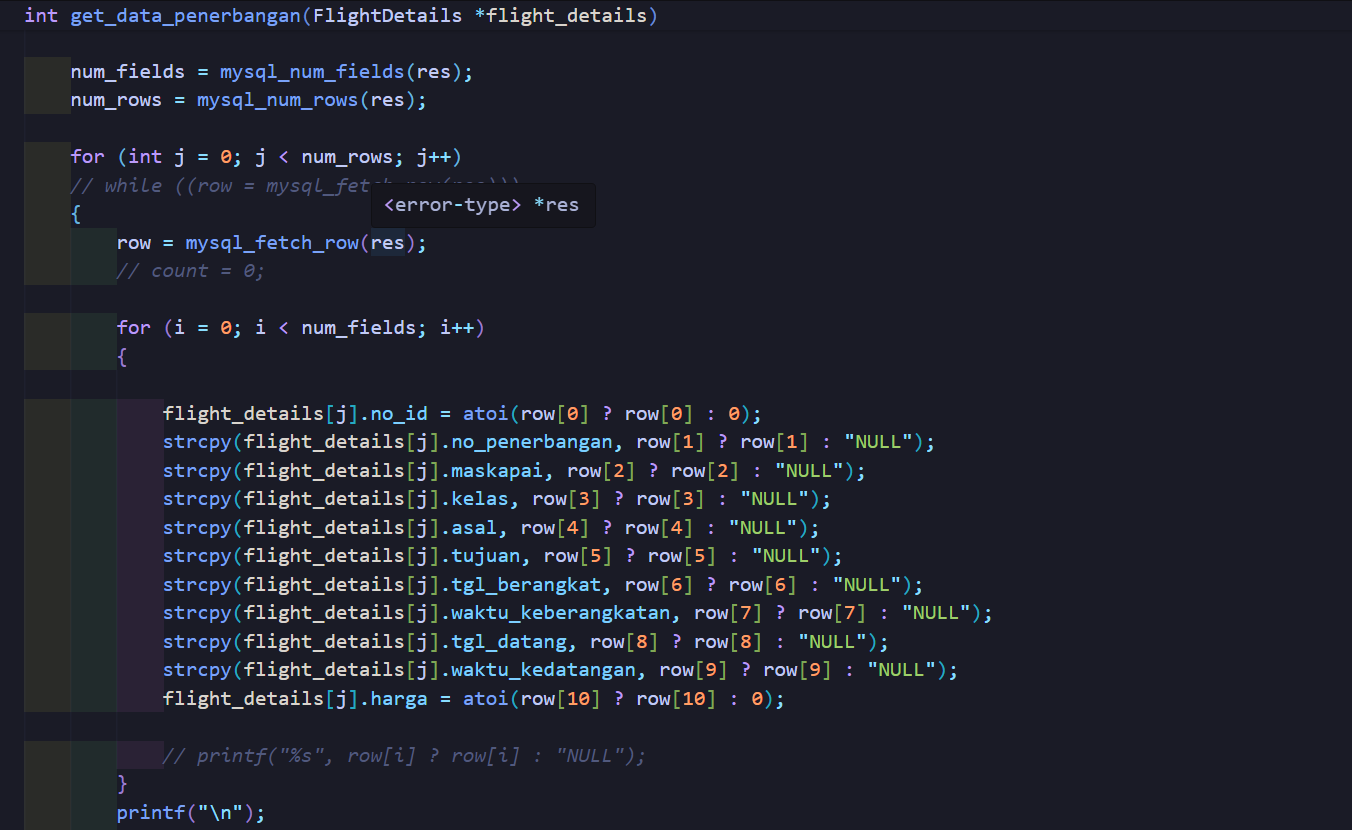 int get_data_penerbangan(FlightDetails *flight_details)
num_fields = mysql_num_fields(res);
num_rows = mysql_num_rows(res);
for (int j = 0; j < num_rows; j++)
// while ((row = mysql_fetch_row(res)))
<error-type> *res
{
row = mysql_fetch_row(res);
// count = 0;
for (i = 0; i < num_fields; i++)
{
flight_details[j].no_id = atoi(row[0] ? row[0] : 0);
strcpy(flight_details[j].no_penerbangan, row[1] ? row[1] : "NULL");
strcpy(flight_details[j].maskapai, row[2] ? row[2] : "NULL");
strcpy(flight_details[j].kelas, row[3] ? row[3] : "NULL");
strcpy(flight_details[j].asal, row[4] ? row[4] : "NULL");
strcpy(flight_details[j].tujuan, row[5] ? row[5] : "NULL");
strcpy(flight_details[j].tgl_berangkat, row[6] ? row[6] : "NULL");
strcpy(flight_details[j].waktu_keberangkatan, row[7] ? row[7] : "NULL");
strcpy(flight_details[j].tgl_datang, row[8] ? row[8] : "NULL");
strcpy(flight_details[j].waktu_kedatangan, row[9] ? row[9] : "NULL");
flight_details[j].harga = atoi(row[10] ? row[10] : 0);
// printf("%s", row[i] ? row[i] : "NULL");
}
printf("\n");